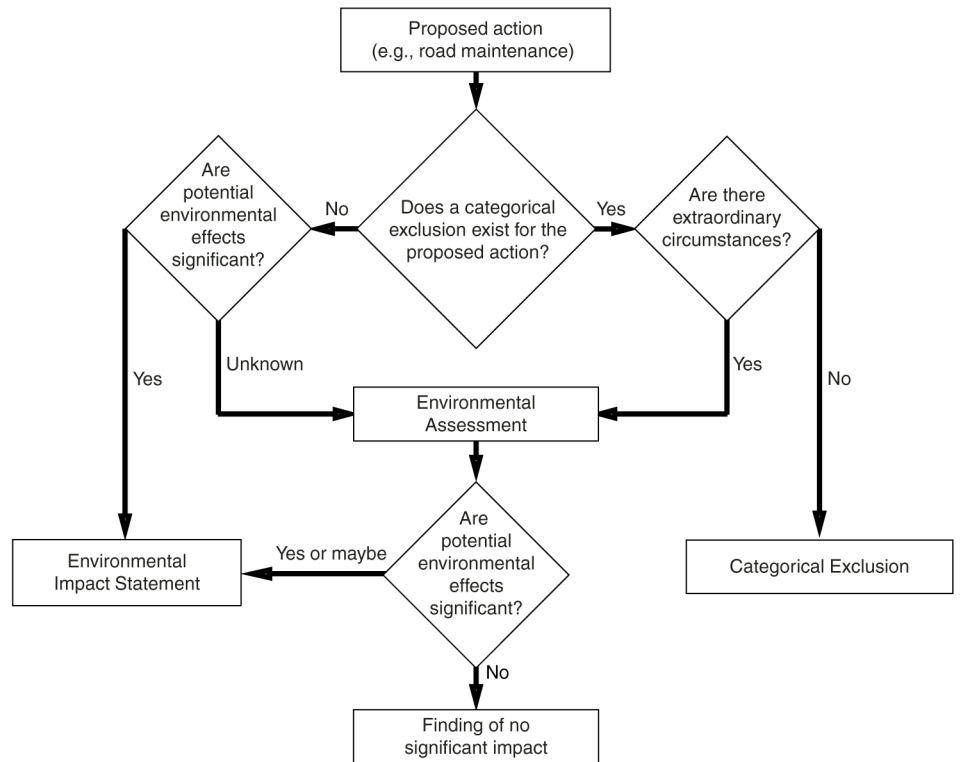 Proposed action
(e.g., road maintenance)
Are
potential
environmental
effects
significant?
No
Does a categorical
exclusion exist for the
proposed action?
Yes
Are there
extraordinary
circumstances?
Yes
Unknown
Yes
No
Environmental
Assessment
Environmental
Impact Statement
Yes or maybe
Are
potential
environmental
effects
significant?
Categorical Exclusion
No
Finding of no
significant impact